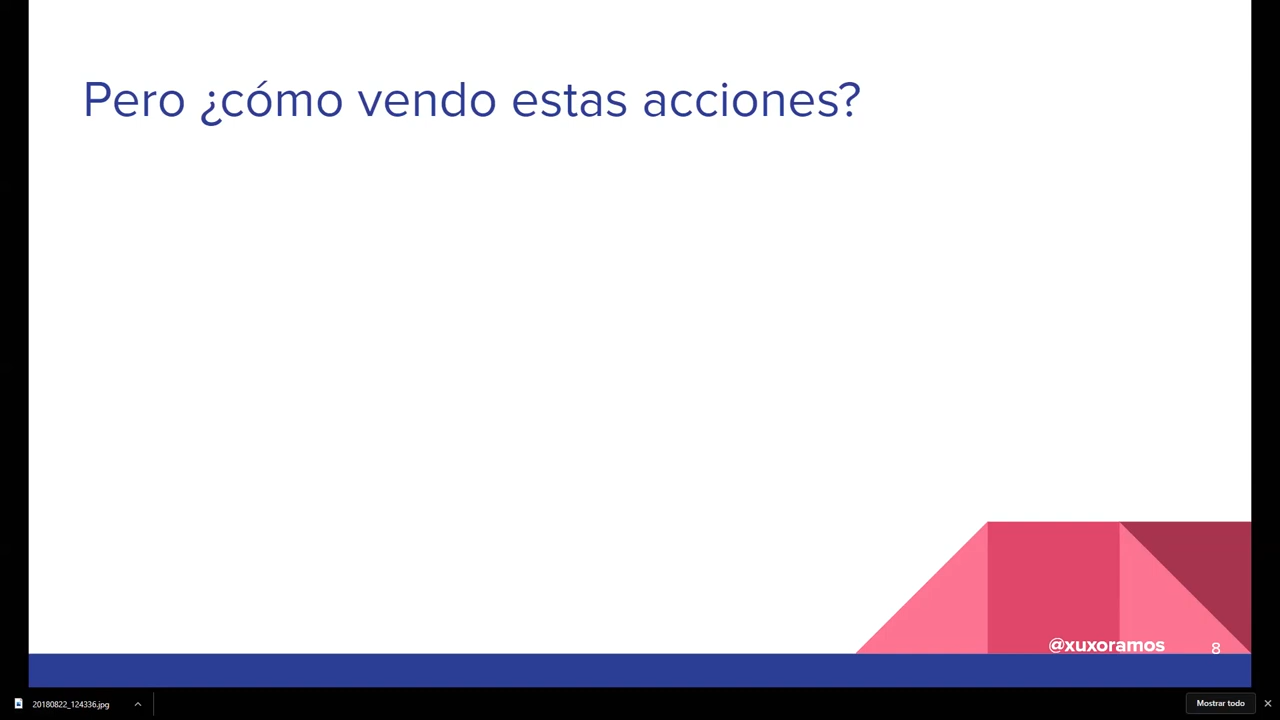 Pero ¿cómo vendo estas acciones?
@xuxoramos
8
20180822_124336.jpg
Mostrar todo